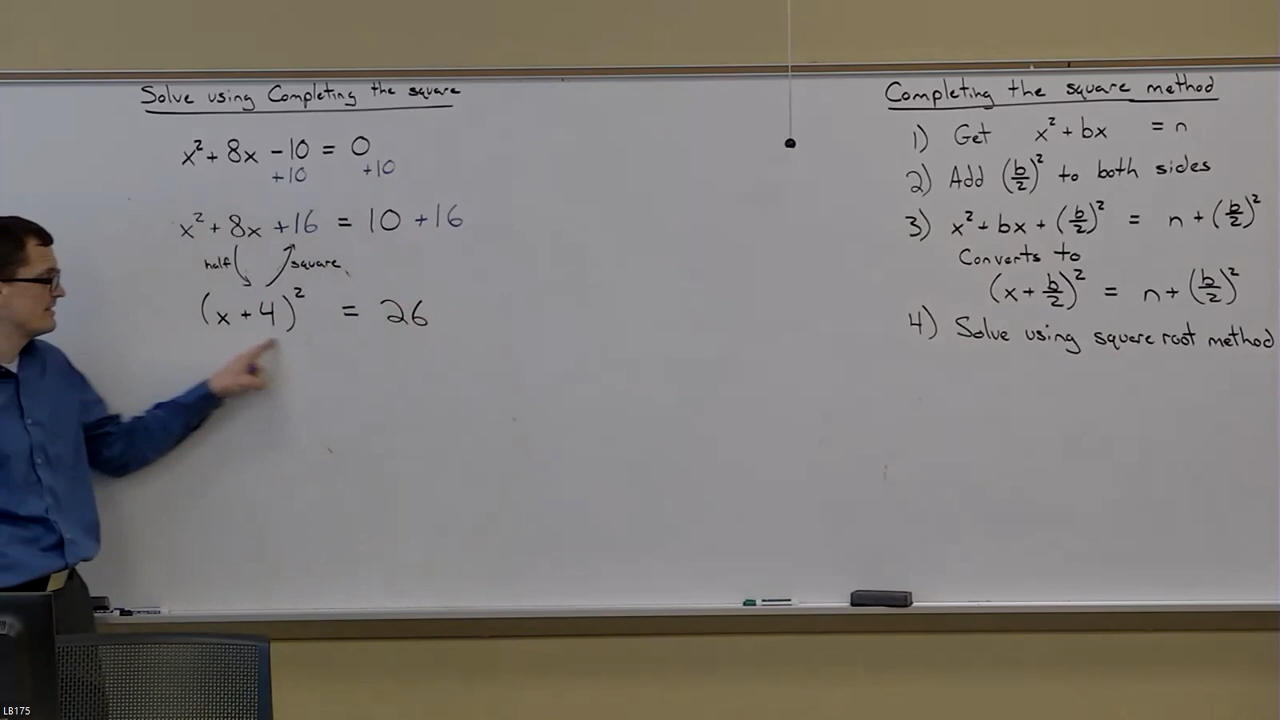 Solve using Completing the square
x² + 8x - 10 = 0
+10 +10
x² + 8x + 16 = 10 + 16
half square
(x + 4)² = 26
Completing the square method
1) Get x² + bx = n
2) Add (b/2)² to both sides
3) x² + bx + (b/2)² = n + (b/2)²
Converts to
(x + b/2)² = n + (b/2)²
4) Solve using square root method
LB175